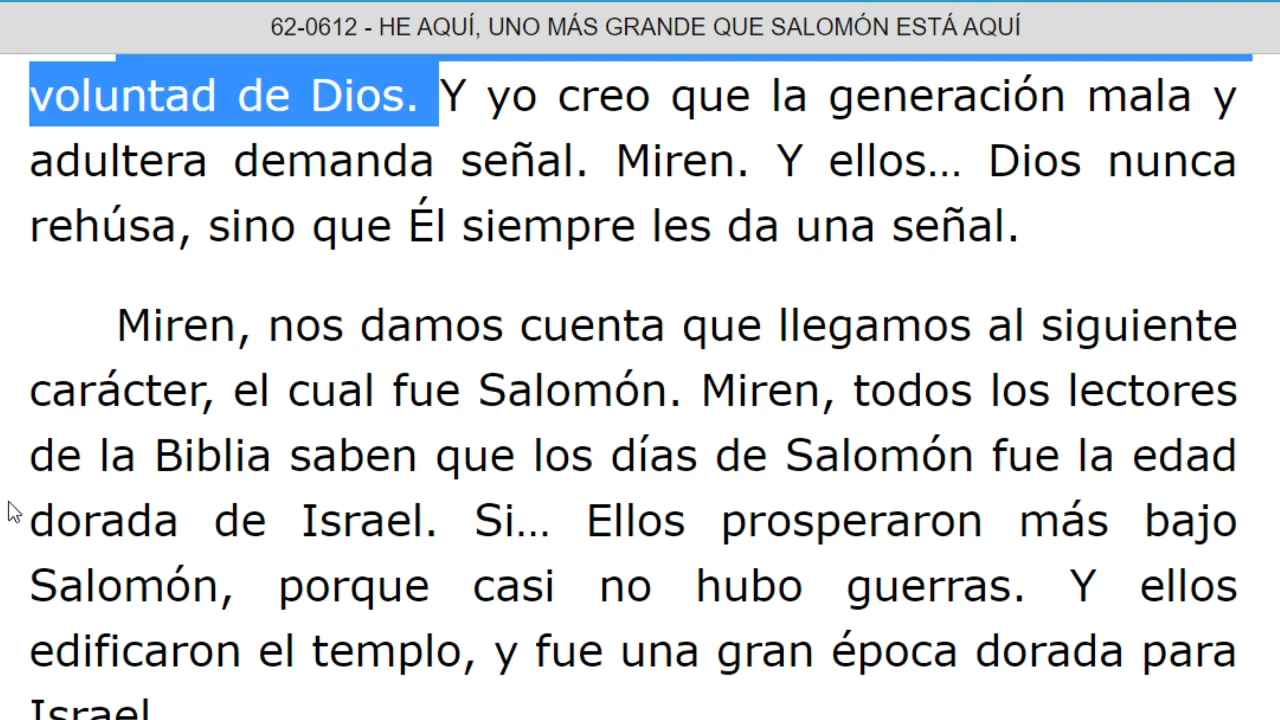 62-0612 - HE AQUÍ, UNO MÁS GRANDE QUE SALOMÓN ESTÁ AQUÍ
voluntad de Dios. Y yo creo que la generación mala y
adultera demanda señal. Miren. Y ellos… Dios nunca
rehúsa, sino que Él siempre les da una señal.
Miren, nos damos cuenta que llegamos al siguiente
carácter, el cual fue Salomón. Miren, todos los lectores
de la Biblia saben que los días de Salomón fue la edad
dorada de Israel. Si… Ellos prosperaron más bajo
Salomón, porque casi no hubo guerras. Y ellos
edificaron el templo, y fue una gran época dorada para
Israel